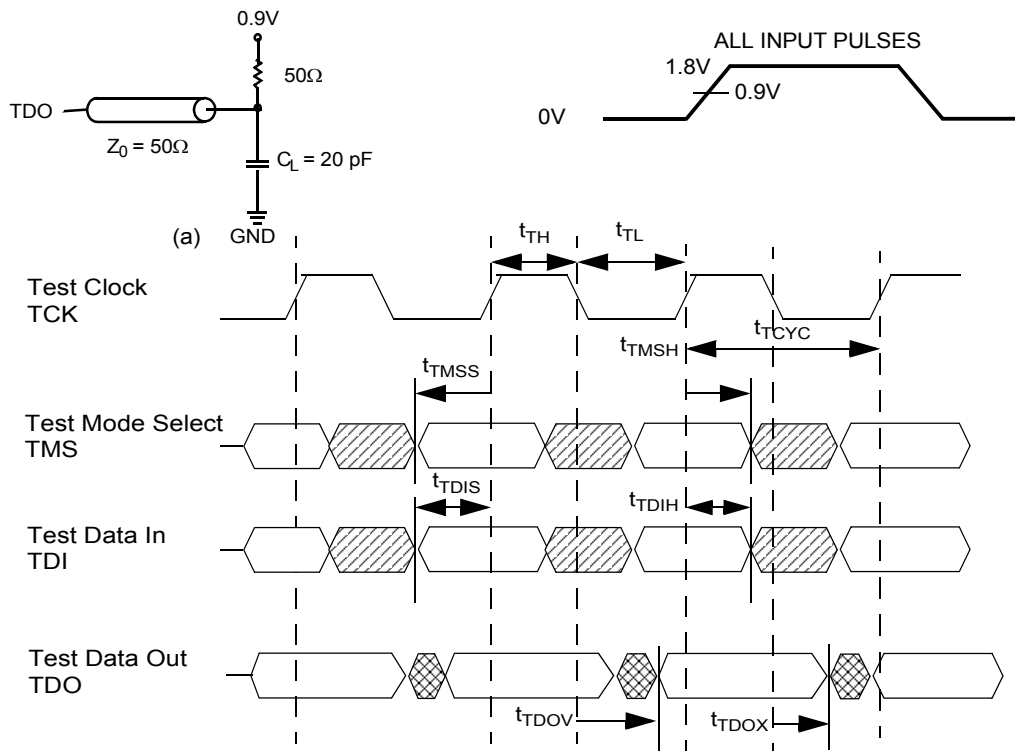 0.9V
ALL INPUT PULSES
50Ω
1.8V
0.9V
TDO
0V
Z0 = 50Ω
CL = 20 pF
(a)
GND
tTH
tTL
Test Clock
TCK
tTMSH
tTCYC
tTMSS
Test Mode Select
TMS
tTDIS
tTDIH
Test Data In
TDI
Test Data Out
TDO
tTDOV
tTDOX